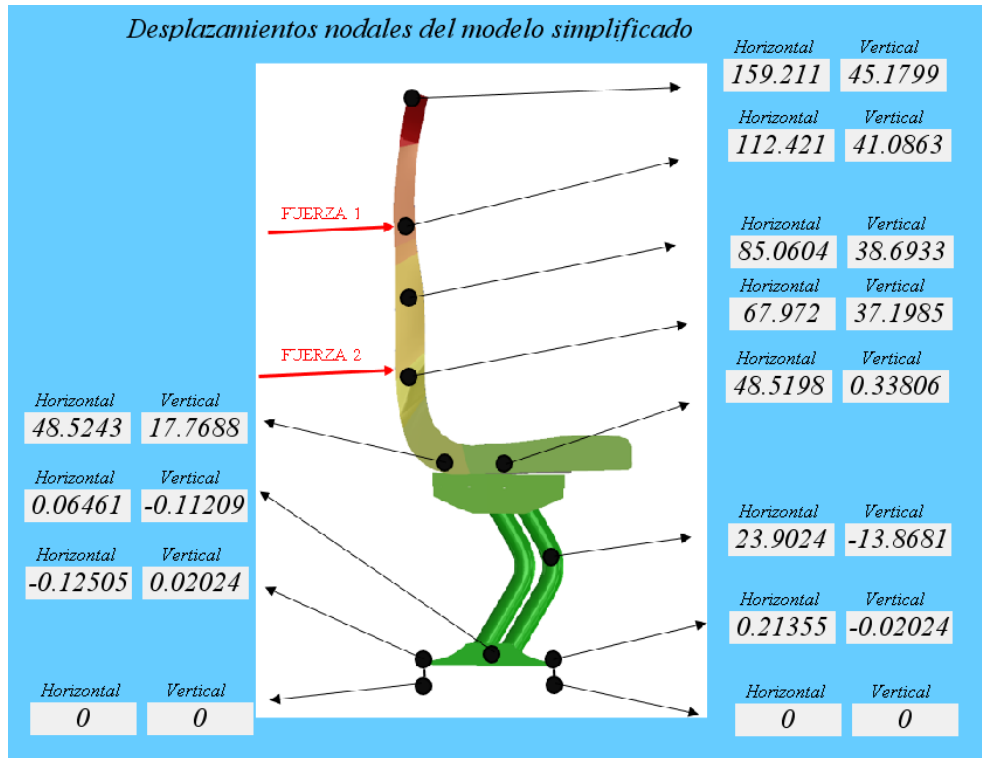 Desplazamientos nodales del modelo simplificado
Horizontal Vertical
159.211 45.1799
Horizontal Vertical
112.421 41.0863
FUERZA 1
Horizontal Vertical
85.0604 38.6933
Horizontal Vertical
67.972 37.1985
FUERZA 2
Horizontal Vertical
48.5198 0.33806
Horizontal Vertical
48.5243 17.7688
Horizontal Vertical
0.06461 -0.11209
Horizontal Vertical
23.9024 -13.8681
Horizontal Vertical
-0.12505 0.02024
Horizontal Vertical
0.21355 -0.02024
Horizontal Vertical
0 0
Horizontal Vertical
0 0